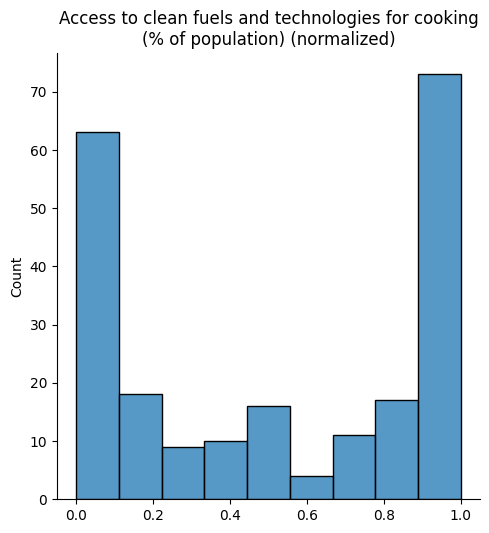 Access to clean fuels and technologies for cooking
(% of population) (normalized)
70
60
50
40
30
20
10
0
Count
0.0 0.2 0.4 0.6 0.8 1.0